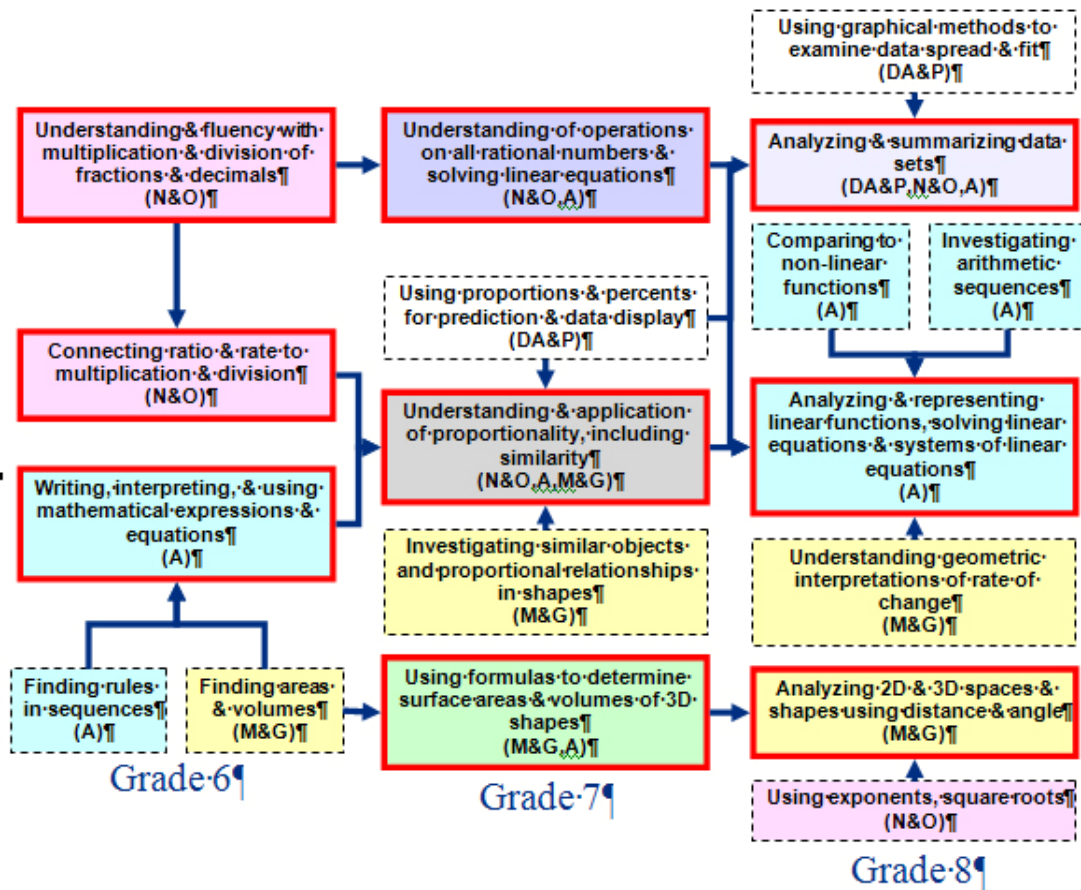 Understanding·&·fluency·with·
multiplication·&·division·of·
fractions·&·decimals¶
(N&O)¶
Connecting·ratio·&·rate·to·
multiplication·&·division¶
(N&O)¶
Writing,·interpreting,·&·using·
mathematical·expressions·&·
equations¶
(A)¶
Finding·rules·
in·sequences¶
(A)¶
Finding·areas·
&·volumes¶
(M&G)¶
Grade·6¶
Understanding·of·operations·
on·all·rational·numbers·&·
solving·linear·equations¶
(N&O,A)¶
Using·proportions·&·percents·
for·prediction·&·data·display¶
(DA&P)¶
Understanding·&·application·
of·proportionality,·including·
similarity¶
(N&O,A,M&G)¶
Investigating·similar·objects·
and·proportional·relationships·
in·shapes¶
(M&G)¶
Using·formulas·to·determine·
surface·areas·&·volumes·of·3D·
shapes¶
(M&G,A)¶
Grade·7¶
Using·graphical·methods·to·
examine·data·spread·&·fit¶
(DA&P)¶
Analyzing·&·summarizing·data·
sets¶
(DA&P,N&O,A)¶
Comparing·to·
non-linear·
functions¶
(A)¶
Investigating·
arithmetic·
sequences¶
(A)¶
Analyzing·&·representing·
linear·functions,·solving·linear·
equations·&·systems·of·linear·
equations¶
(A)¶
Understanding·geometric·
interpretations·of·rate·of·
change¶
(M&G)¶
Analyzing·2D·&·3D·spaces·&·
shapes·using·distance·&·angle¶
(M&G)¶
Using·exponents,·square·roots¶
(N&O)¶
Grade·8¶